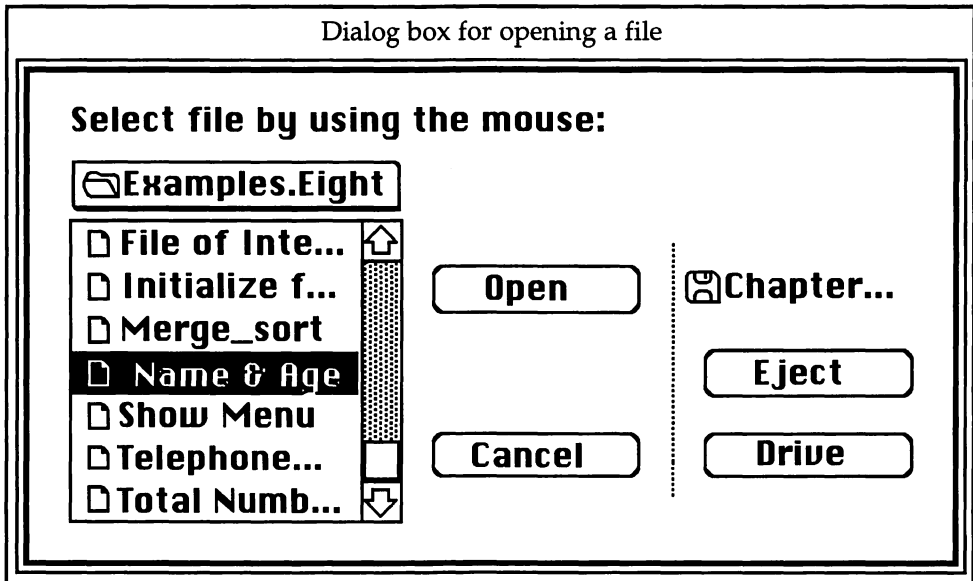 Dialog box for opening a file
Select file by using the mouse:
Examples.Eight
File of Inte...
Initialize f...
Merge_sort
Name & Age
Show Menu
Telephone...
Total Numb...
Open
Cancel
Chapter...
Eject
Drive